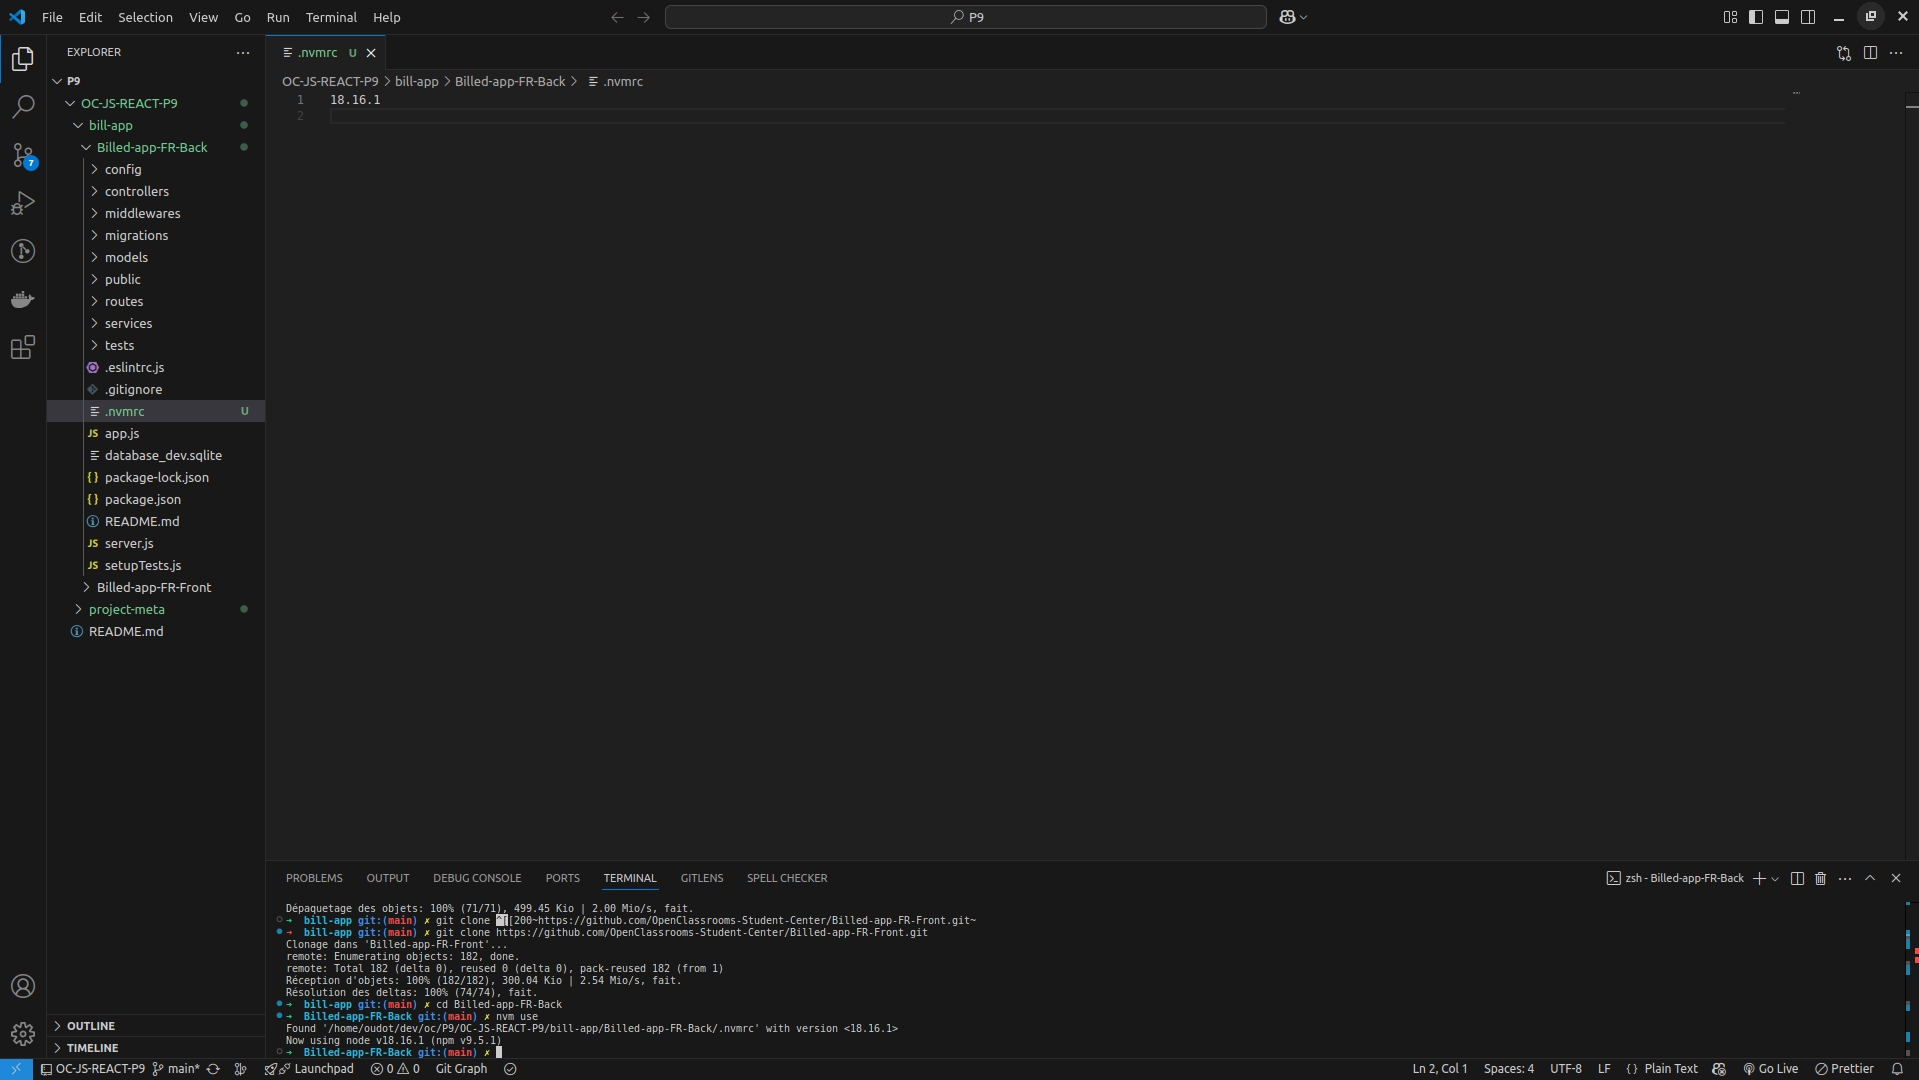 File Edit Selection View Go Run Terminal Help
P9
EXPLORER
P9
OC-JS-REACT-P9
bill-app
Billed-app-FR-Back
config
controllers
middlewares
migrations
models
public
routes
services
tests
.eslintrc.js
.gitignore
.nvmrc U
JS app.js
database_dev.sqlite
{} package-lock.json
{} package.json
README.md
JS server.js
JS setupTests.js
Billed-app-FR-Front
project-meta
README.md
OUTLINE
TIMELINE
7
.nvmrc U
OC-JS-REACT-P9 > bill-app > Billed-app-FR-Back > .nvmrc
1 18.16.1
2
PROBLEMS OUTPUT DEBUG CONSOLE PORTS TERMINAL GITLENS SPELL CHECKER
zsh - Billed-app-FR-Back
Dépaquetage des objets: 100% (71/71), 499.45 Kio | 2.00 Mio/s, fait.
➜ bill-app git:(main) ✗ git clone ^[[200~https://github.com/OpenClassrooms-Student-Center/Billed-app-FR-Front.git~
➜ bill-app git:(main) ✗ git clone https://github.com/OpenClassrooms-Student-Center/Billed-app-FR-Front.git
Clonage dans 'Billed-app-FR-Front'...
remote: Enumerating objects: 182, done.
remote: Total 182 (delta 0), reused 0 (delta 0), pack-reused 182 (from 1)
Réception d'objets: 100% (182/182), 300.04 Kio | 2.54 Mio/s, fait.
Résolution des deltas: 100% (74/74), fait.
➜ bill-app git:(main) ✗ cd Billed-app-FR-Back
➜ Billed-app-FR-Back git:(main) ✗ nvm use
Found '/home/oudot/dev/oc/P9/OC-JS-REACT-P9/bill-app/Billed-app-FR-Back/.nvmrc' with version <18.16.1>
Now using node v18.16.1 (npm v9.5.1)
➜ Billed-app-FR-Back git:(main) ✗
OC-JS-REACT-P9 main* Launchpad 0 0 Git Graph Ln 2, Col 1 Spaces: 4 UTF-8 LF {} Plain Text Go Live Prettier